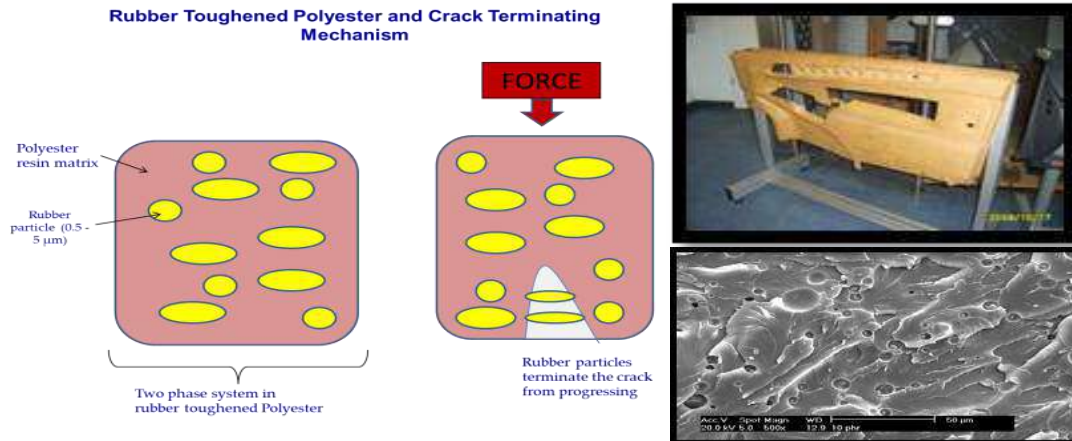 Rubber Toughened Polyester and Crack Terminating
Mechanism
FORCE
Polyester
resin matrix
Rubber
particle (0.5 -
5 μm)
Two phase system in
rubber toughened Polyester
Rubber particles
terminate the crack
from progressing
Acc.V Spot Magn WD 50 μm
20.0 kV 5.0 500x 12.9 10 phr